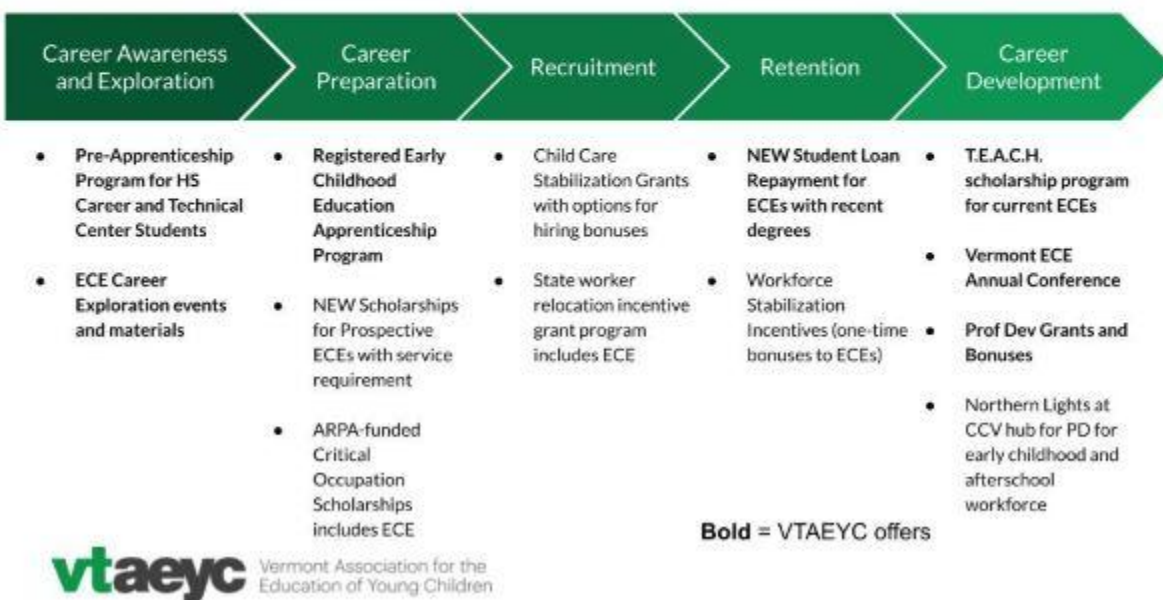 Career Awareness
and Exploration
Career
Preparation
Recruitment
Retention
Career
Development
• Pre-Apprenticeship
Program for HS
Career and Technical
Center Students
• ECE Career
Exploration events
and materials
• Registered Early
Childhood
Education
Apprenticeship
Program
• NEW Scholarships
for Prospective
ECEs with service
requirement
• ARPA-funded
Critical
Occupation
Scholarships
includes ECE
• Child Care
Stabilization Grants
with options for
hiring bonuses
• State worker
relocation incentive
grant program
includes ECE
• NEW Student Loan
Repayment for
ECEs with recent
degrees
• Workforce
Stabilization
Incentives (one-time
bonuses to ECEs)
• T.E.A.C.H.
scholarship program
for current ECEs
• Vermont ECE
Annual Conference
• Prof Dev Grants and
Bonuses
• Northern Lights at
CCV hub for PD for
early childhood and
afterschool
workforce
Bold = VTAEYC offers
vtaeyc
Vermont Association for the
Education of Young Children